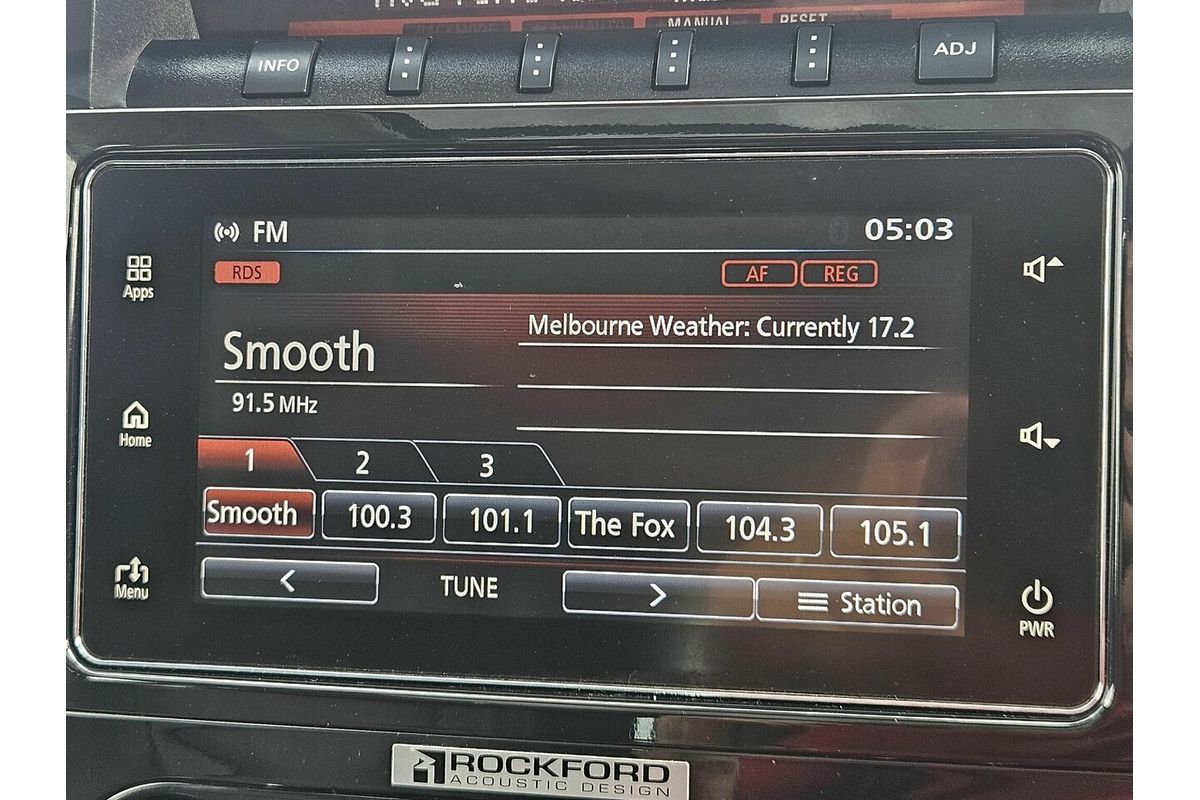 MANUAL RESET
INFO
ADJ
FM
05:03
RDS
AF
REG
Apps
Melbourne Weather: Currently 17.2
Smooth
91.5 MHz
Home
1 2 3
Smooth 100.3 101.1 The Fox 104.3 105.1
< TUNE > Station
Menu
PWR
ROCKFORD
ACOUSTIC DESIGN